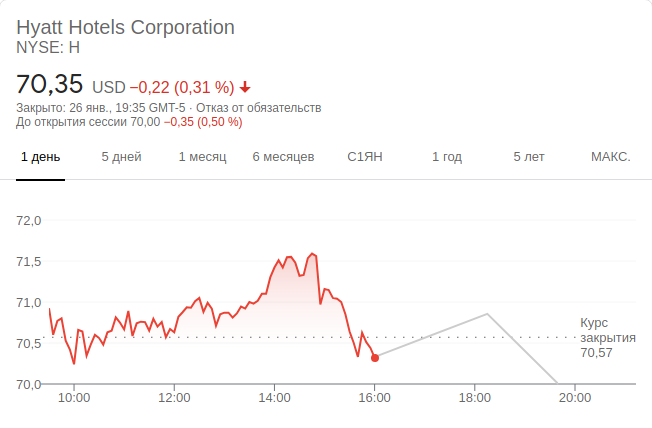 Hyatt Hotels Corporation
NYSE: H
70,35 USD −0,22 (0,31 %)
Закрыто: 26 янв., 19:35 GMT-5 · Отказ от обязательств
До открытия сессии 70,00 −0,35 (0,50 %)
1 день 5 дней 1 месяц 6 месяцев С1ЯН 1 год 5 лет МАКС.
72,0
71,5
71,0
70,5
70,0
Курс
закрытия
70,57
10:00 12:00 14:00 16:00 18:00 20:00